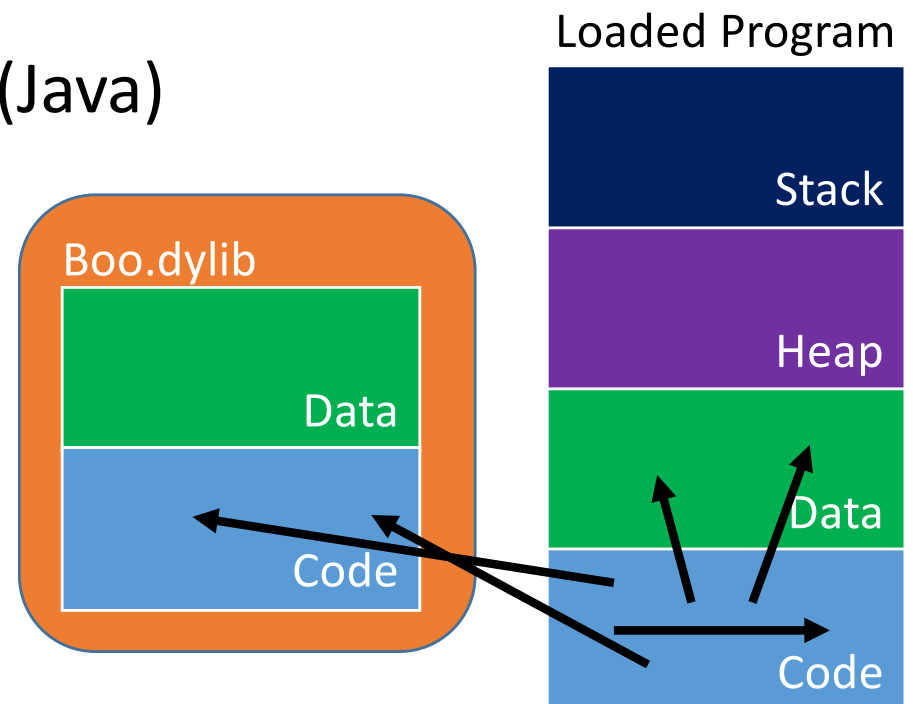 Loaded Program
(Java)
Stack
Boo.dylib
Heap
Data
Data
Code
Code